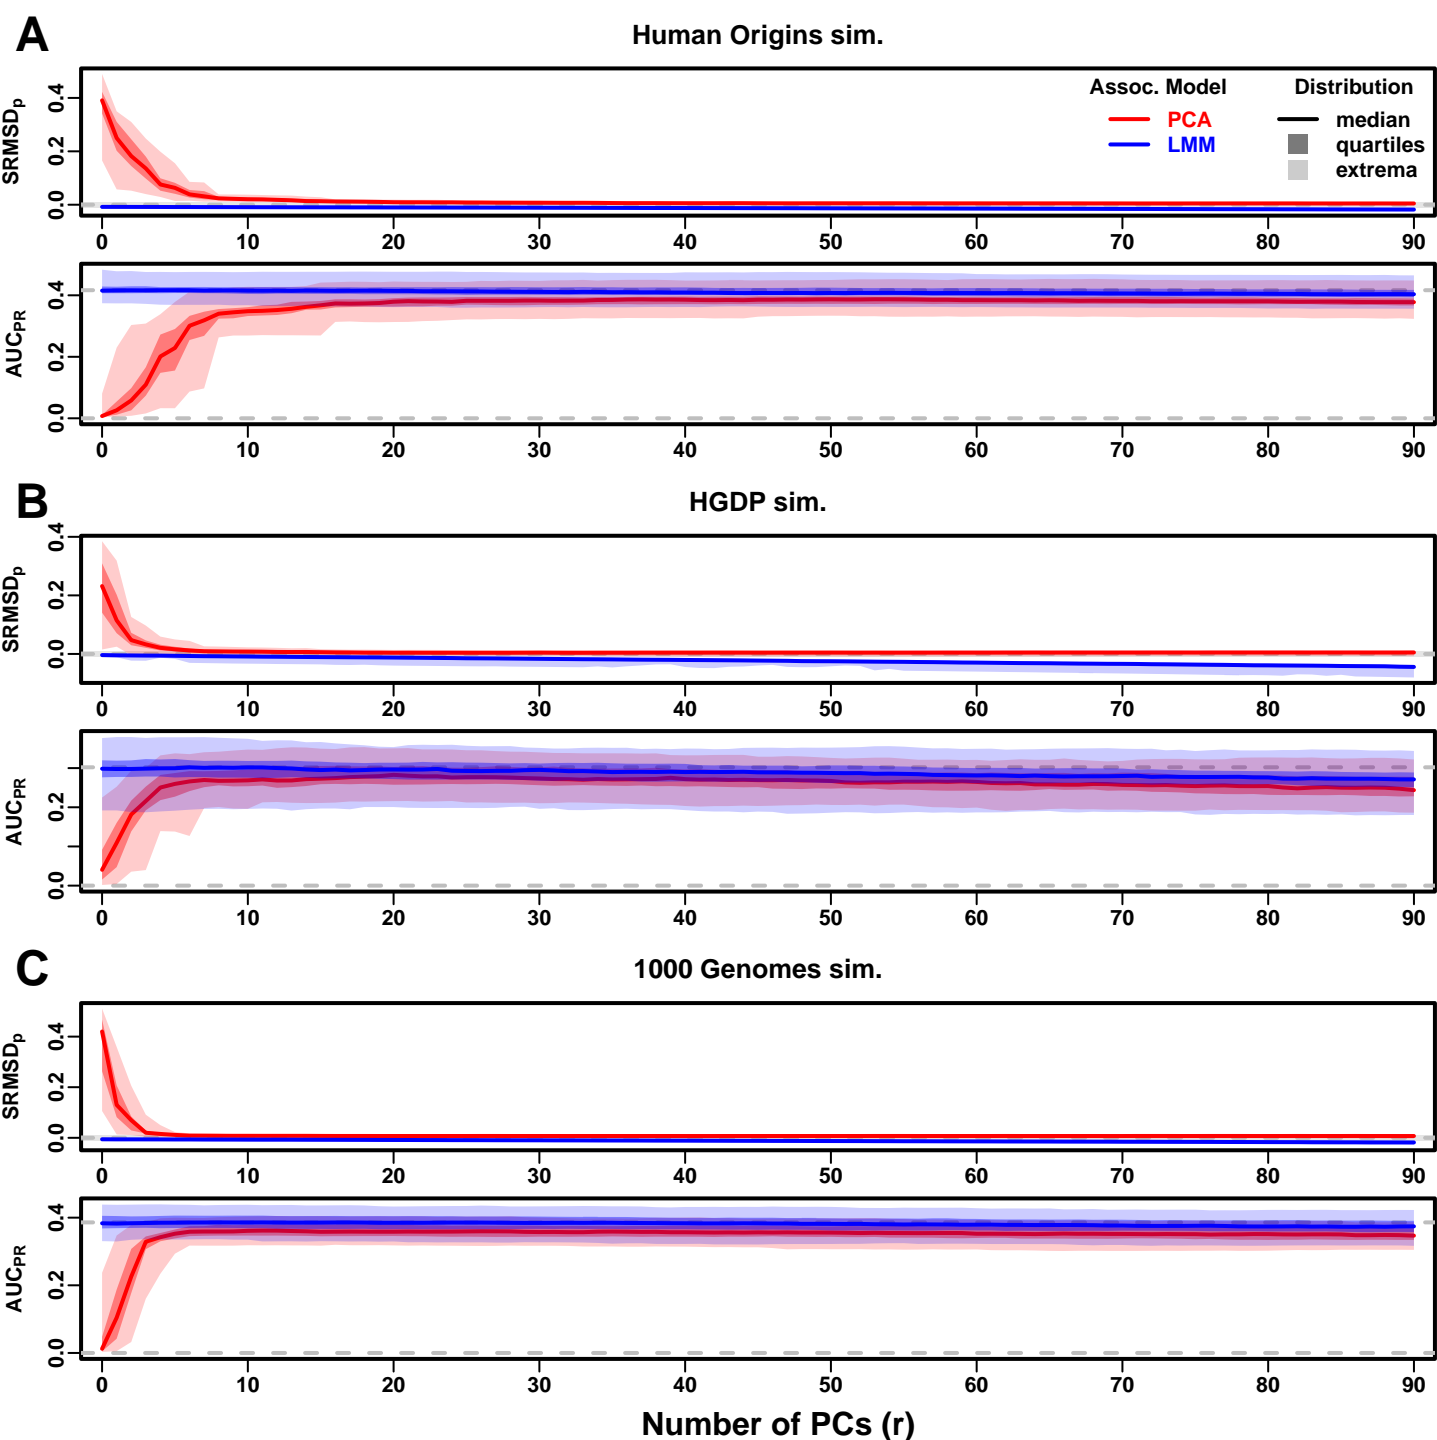 A
Human Origins sim.
SRMSDp
0.0 0.2 0.4
Assoc. Model
PCA
LMM
Distribution
median
quartiles
extrema
0 10 20 30 40 50 60 70 80 90
AUCPR
0.0 0.2 0.4
0 10 20 30 40 50 60 70 80 90
B
HGDP sim.
SRMSDp
0.0 0.2 0.4
0 10 20 30 40 50 60 70 80 90
AUCPR
0.0 0.2
0 10 20 30 40 50 60 70 80 90
C
1000 Genomes sim.
SRMSDp
0.0 0.2 0.4
0 10 20 30 40 50 60 70 80 90
AUCPR
0.0 0.2 0.4
0 10 20 30 40 50 60 70 80 90
Number of PCs (r)